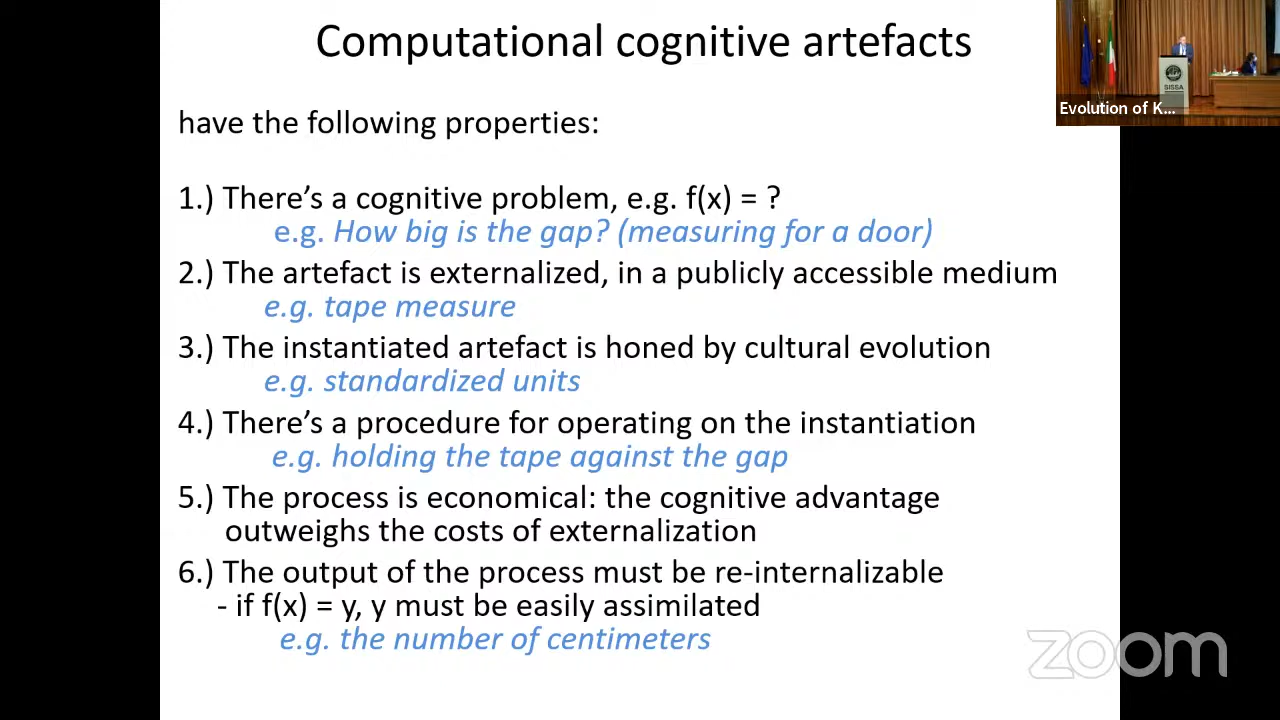 Computational cognitive artefacts
have the following properties:
1.) There's a cognitive problem, e.g. f(x) = ?
e.g. How big is the gap? (measuring for a door)
2.) The artefact is externalized, in a publicly accessible medium
e.g. tape measure
3.) The instantiated artefact is honed by cultural evolution
e.g. standardized units
4.) There's a procedure for operating on the instantiation
e.g. holding the tape against the gap
5.) The process is economical: the cognitive advantage
outweighs the costs of externalization
6.) The output of the process must be re-internalizable
- if f(x) = y, y must be easily assimilated
e.g. the number of centimeters
SISSA
Evolution of K...
zoom